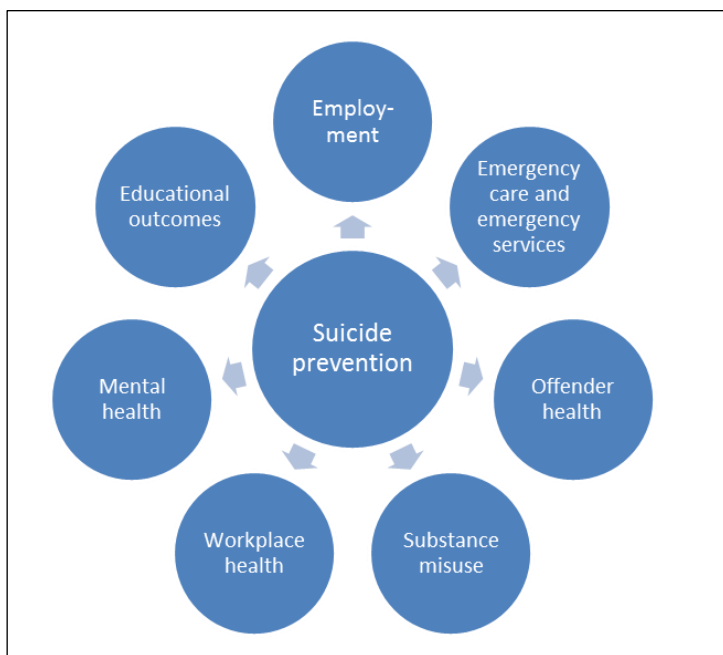 Employ-
ment
Emergency
care and
emergency
services
Offender
health
Substance
misuse
Workplace
health
Mental
health
Educational
outcomes
Suicide
prevention